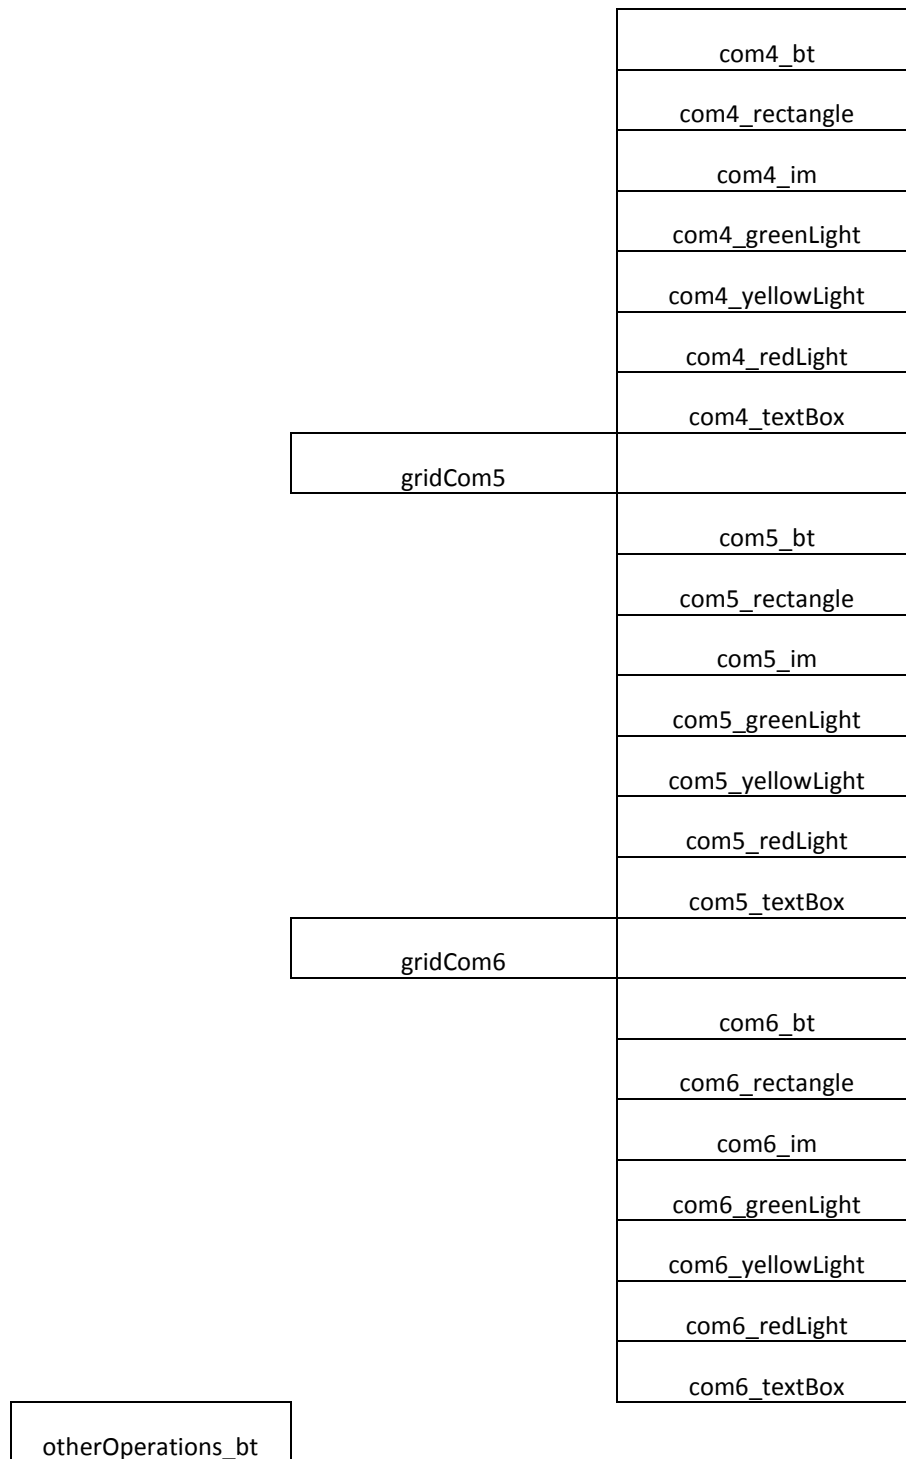 com4_bt
com4_rectangle
com4_im
com4_greenLight
com4_yellowLight
com4_redLight
com4_textBox
gridCom5
com5_bt
com5_rectangle
com5_im
com5_greenLight
com5_yellowLight
com5_redLight
com5_textBox
gridCom6
com6_bt
com6_rectangle
com6_im
com6_greenLight
com6_yellowLight
com6_redLight
com6_textBox
otherOperations_bt